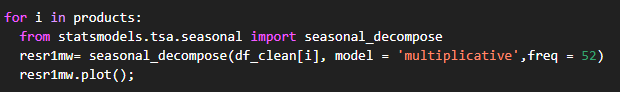 for i in products:
  from statsmodels.tsa.seasonal import seasonal_decompose
  resr1mw= seasonal_decompose(df_clean[i], model = 'multiplicative',freq = 52)
  resr1mw.plot();